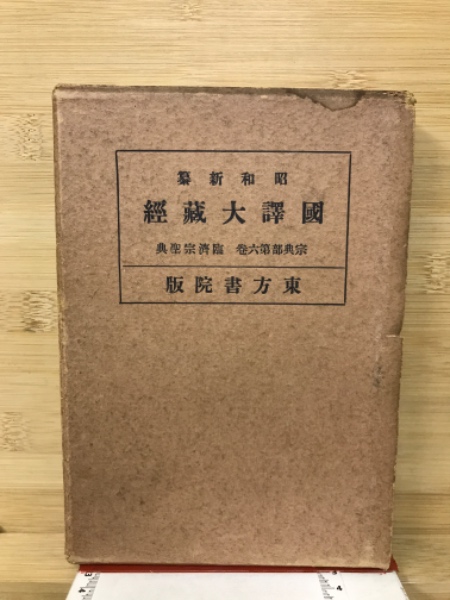 昭和新纂
國譯大藏經
宗典部第六卷 臨濟宗聖典
東方書院版